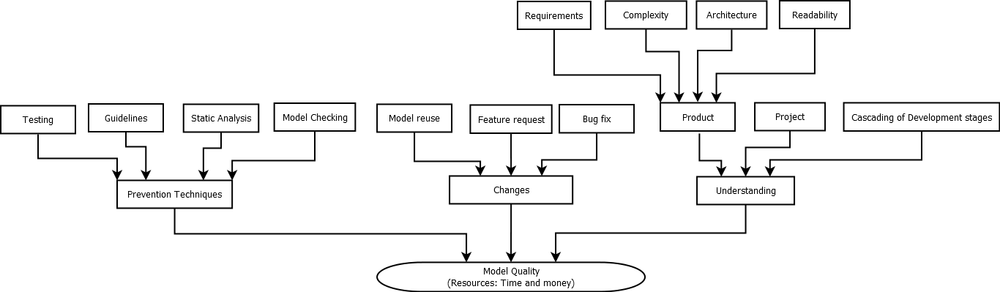 Requirements
Complexity
Architecture
Readability
Testing
Guidelines
Static Analysis
Model Checking
Model reuse
Feature request
Bug fix
Product
Project
Cascading of Development stages
Prevention Techniques
Changes
Understanding
Model Quality
(Resources: Time and money)